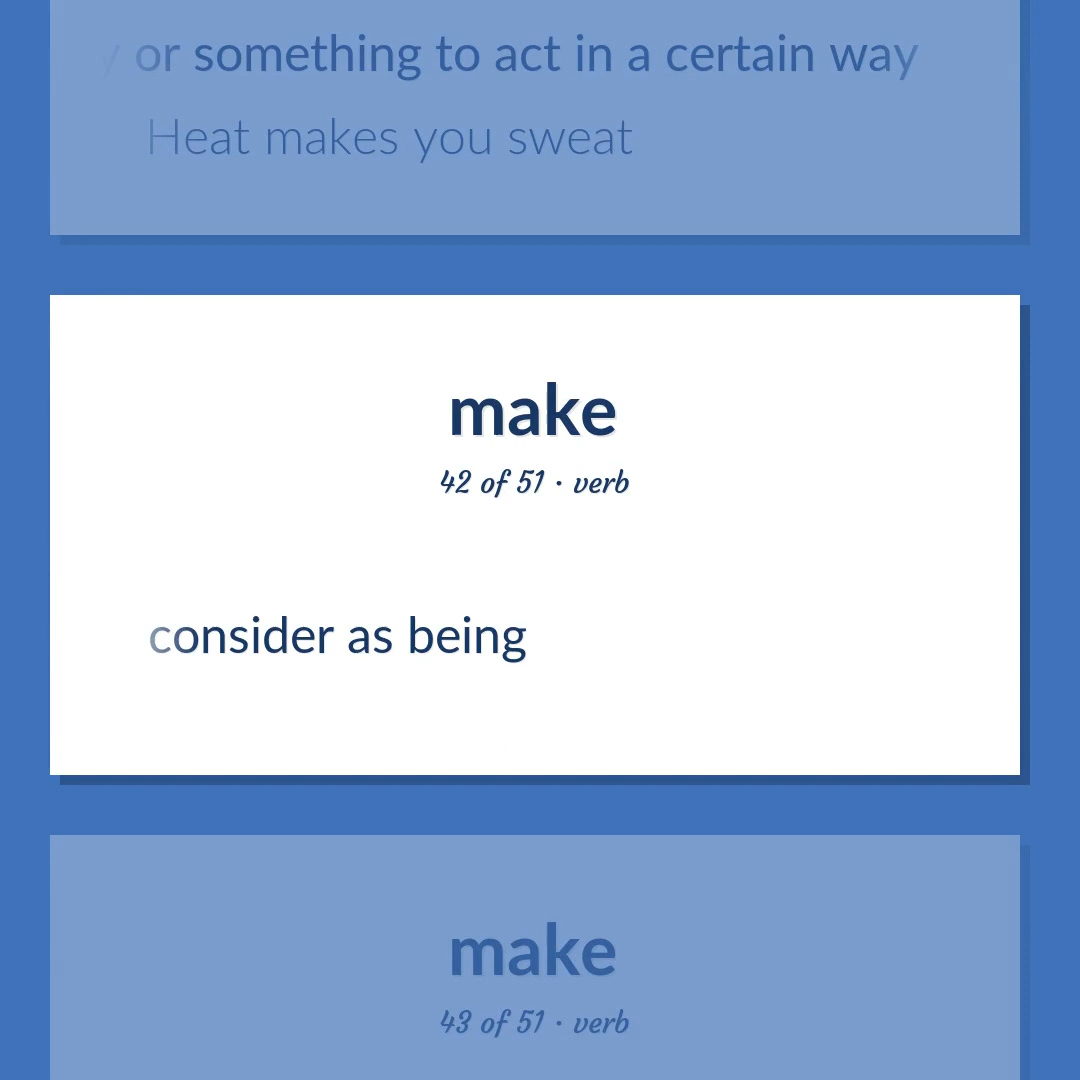 or something to act in a certain way
Heat makes you sweat
make
42 of 51 · verb
consider as being
make
43 of 51 · verb